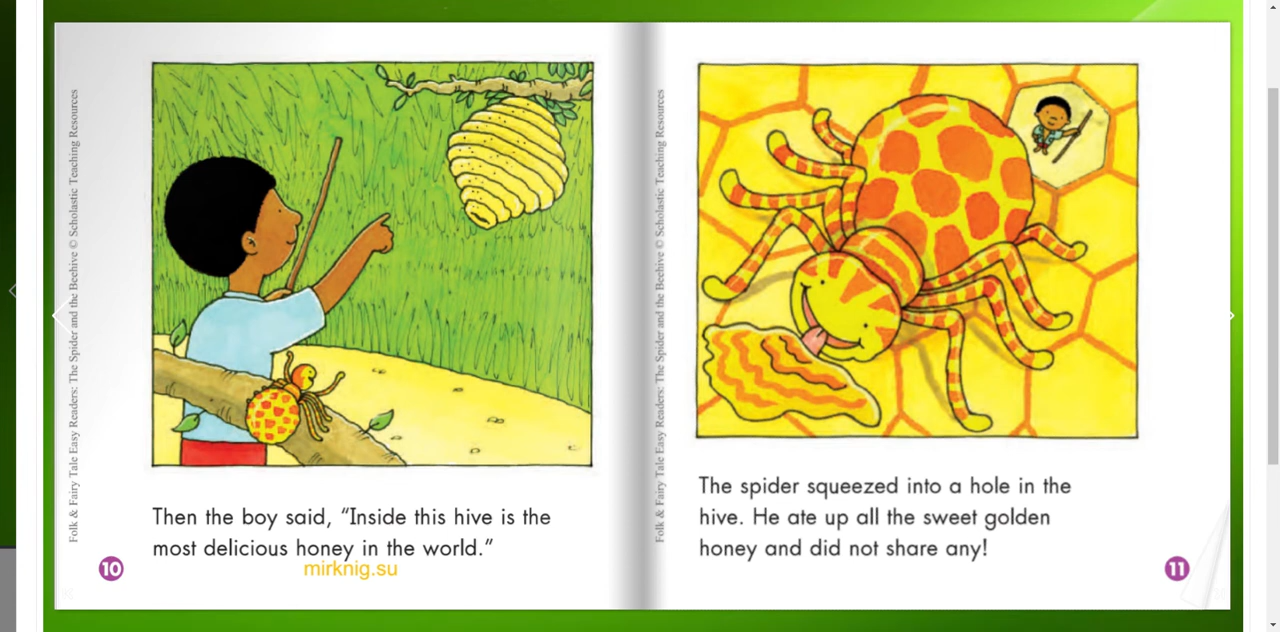 Folk & Fairy Tale Easy Readers: The Spider and the Beehive © Scholastic Teaching Resources
Then the boy said, “Inside this hive is the
most delicious honey in the world.”
10
mirknig.su
Folk & Fairy Tale Easy Readers: The Spider and the Beehive © Scholastic Teaching Resources
The spider squeezed into a hole in the
hive. He ate up all the sweet golden
honey and did not share any!
11